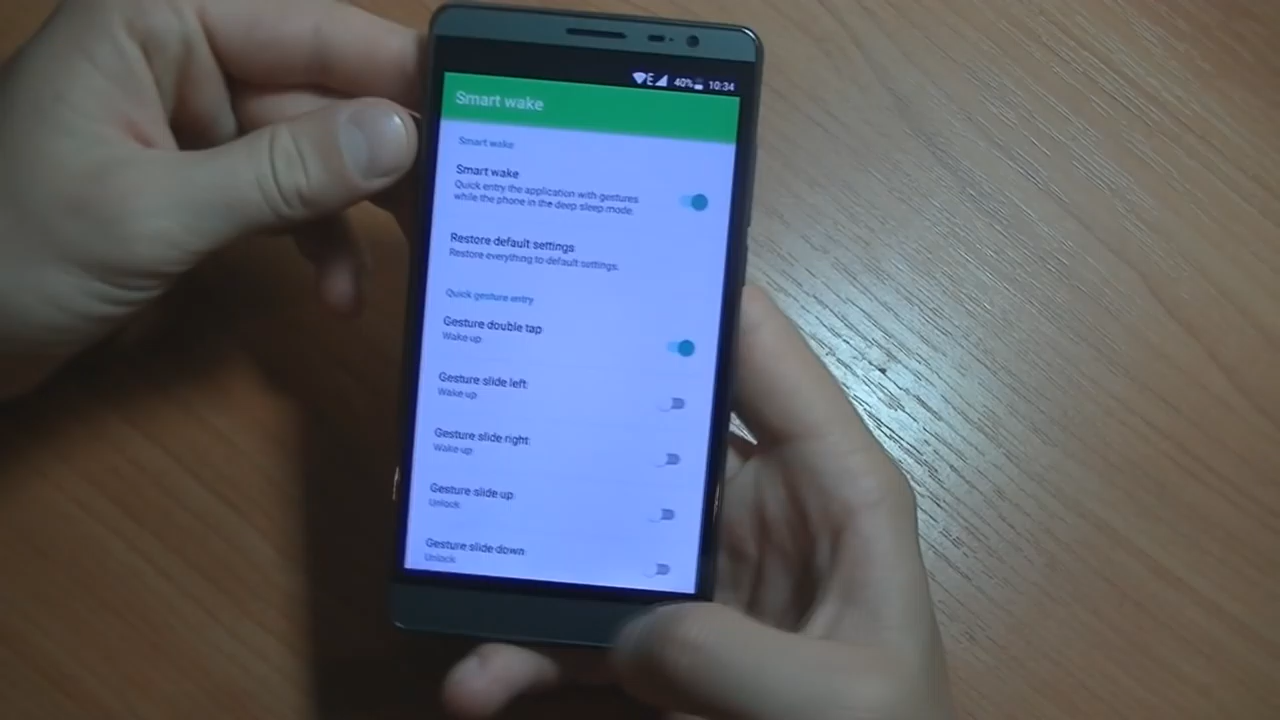 E 40% 10:34
Smart wake
Smart wake
Smart wake
Quick entry the application with gestures
while the phone in the deep sleep mode.
Restore default settings
Restore everything to default settings.
Quick gesture entry
Gesture double tap
Wake up
Gesture slide left
Wake up
Gesture slide right
Wake up
Gesture slide up
Unlock
Gesture slide down
Unlock